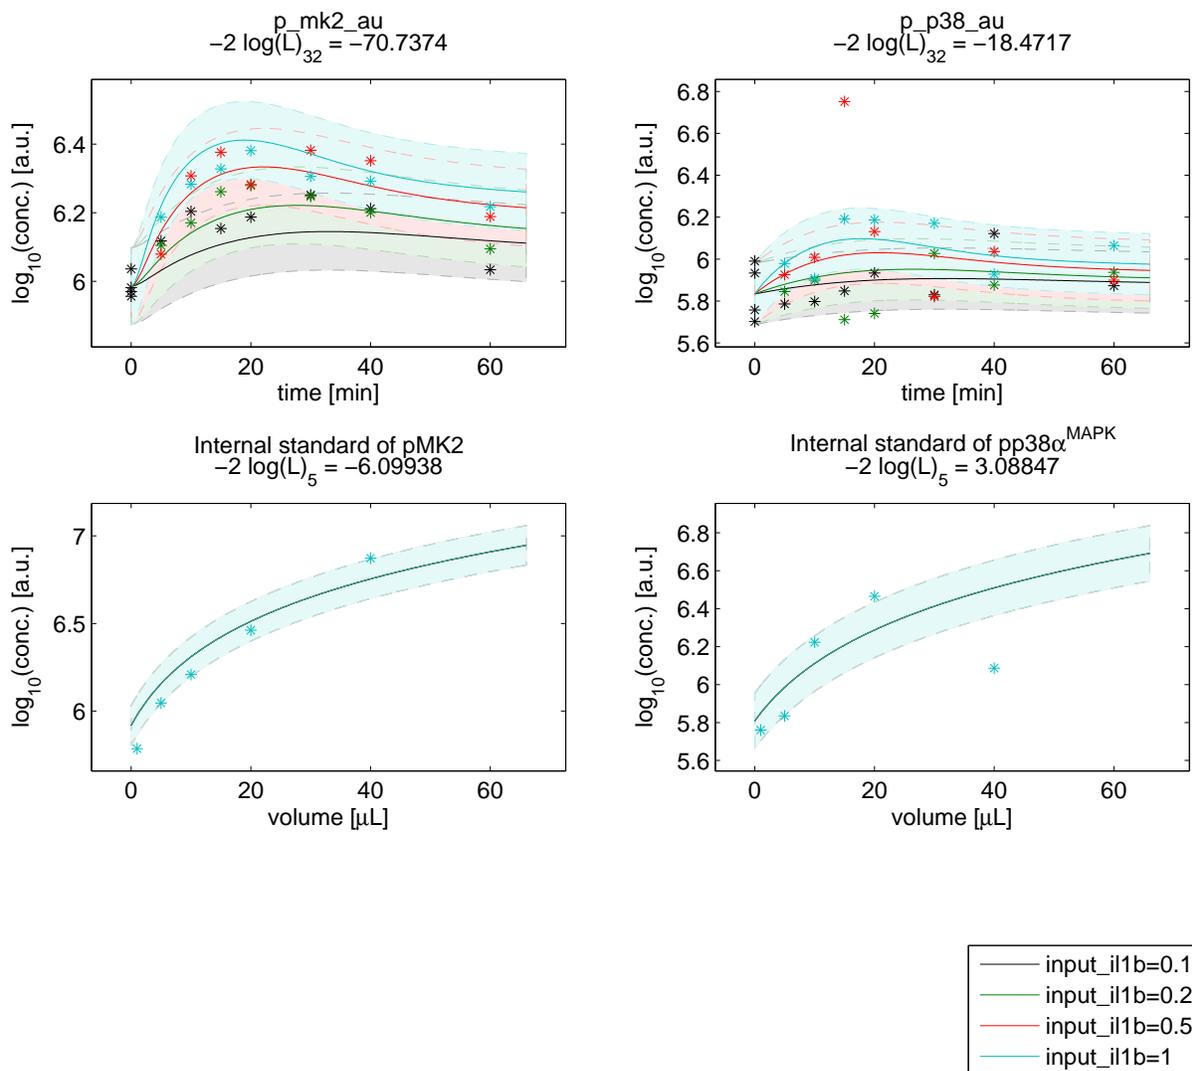 p_mk2_au
−2 log(L)32 = −70.7374
log10(conc.) [a.u.]
6.4
6.2
6
0 20 40 60
time [min]
p_p38_au
−2 log(L)32 = −18.4717
log10(conc.) [a.u.]
6.8
6.6
6.4
6.2
6
5.8
5.6
0 20 40 60
time [min]
Internal standard of pMK2
−2 log(L)5 = −6.09938
log10(conc.) [a.u.]
7
6.5
6
0 20 40 60
volume [μL]
Internal standard of pp38αMAPK
−2 log(L)5 = 3.08847
log10(conc.) [a.u.]
6.8
6.6
6.4
6.2
6
5.8
5.6
0 20 40 60
volume [μL]
input_il1b=0.1
input_il1b=0.2
input_il1b=0.5
input_il1b=1